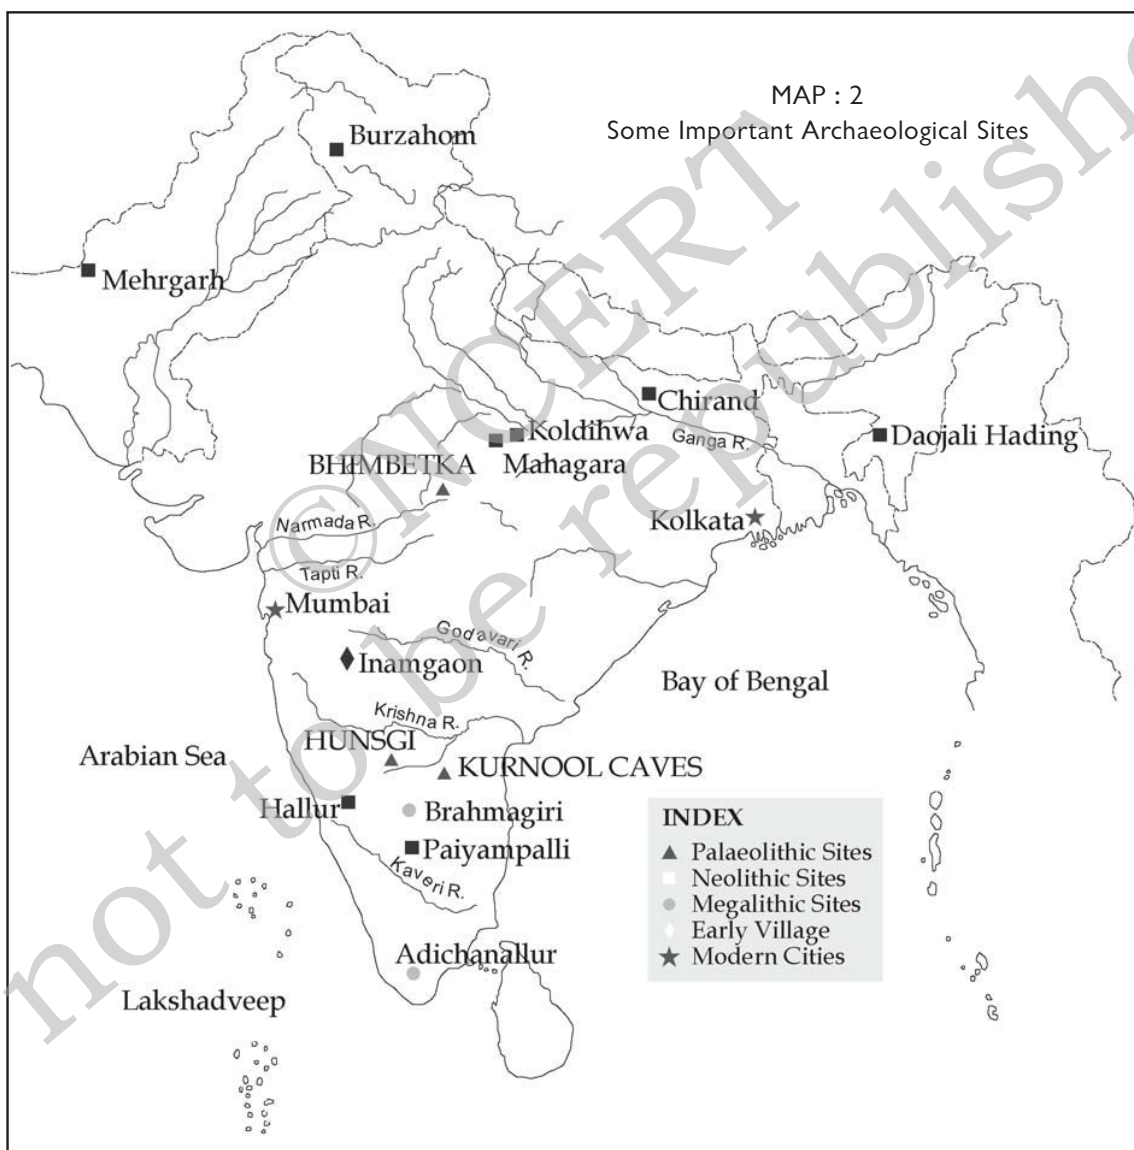 MAP : 2
Some Important Archaeological Sites
Burzahom
Mehrgarh
Chirand
Koldihwa
Ganga R.
Daojali Hading
BHIMBETKA
Mahagara
Narmada R.
Kolkata
Tapti R.
Mumbai
Godavari R.
Inamgaon
Bay of Bengal
Krishna R.
HUNSGI
Arabian Sea
KURNOOL CAVES
Hallur
Brahmagiri
Paiyampalli
Kaveri R.
Adichanallur
Lakshadveep
INDEX
Palaeolithic Sites
Neolithic Sites
Megalithic Sites
Early Village
Modern Cities
©NCERT
not to be republishe